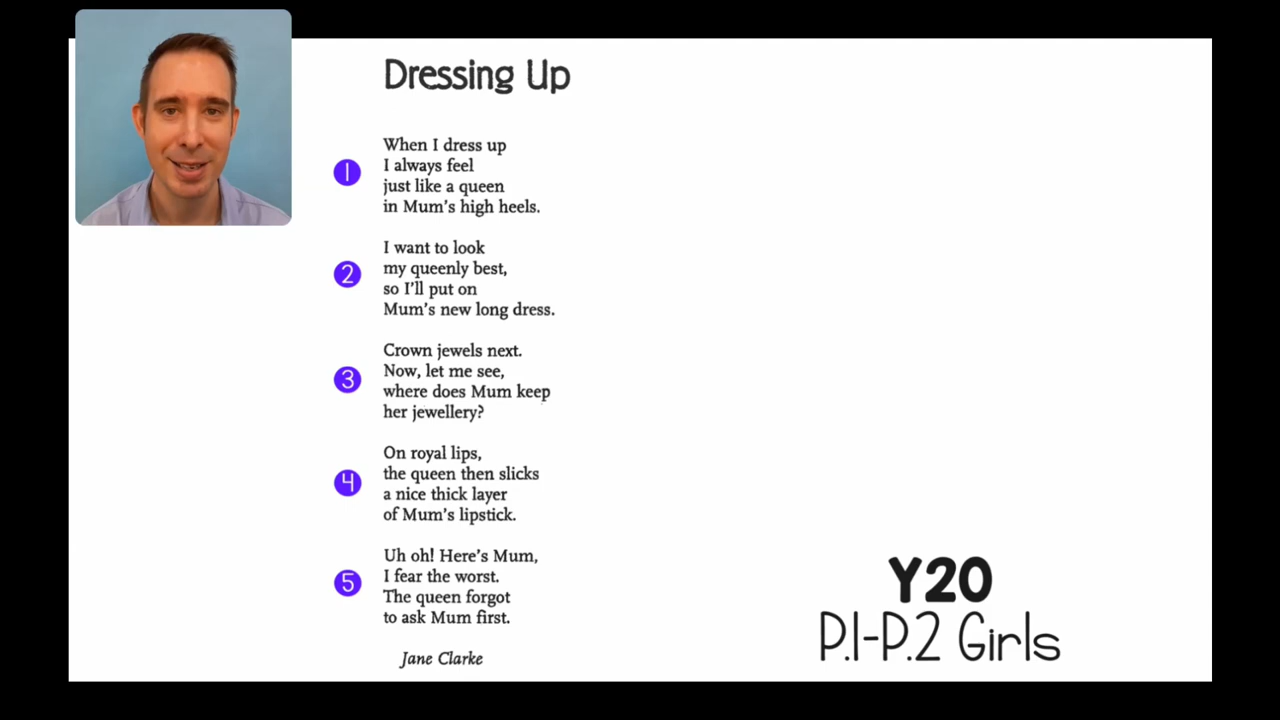 Dressing Up
1
When I dress up
I always feel
just like a queen
in Mum's high heels.
2
I want to look
my queenly best,
so I'll put on
Mum's new long dress.
3
Crown jewels next.
Now, let me see,
where does Mum keep
her jewellery?
4
On royal lips,
the queen then slicks
a nice thick layer
of Mum's lipstick.
5
Uh oh! Here's Mum,
I fear the worst.
The queen forgot
to ask Mum first.
Jane Clarke
Y20
P.1-P.2 Girls